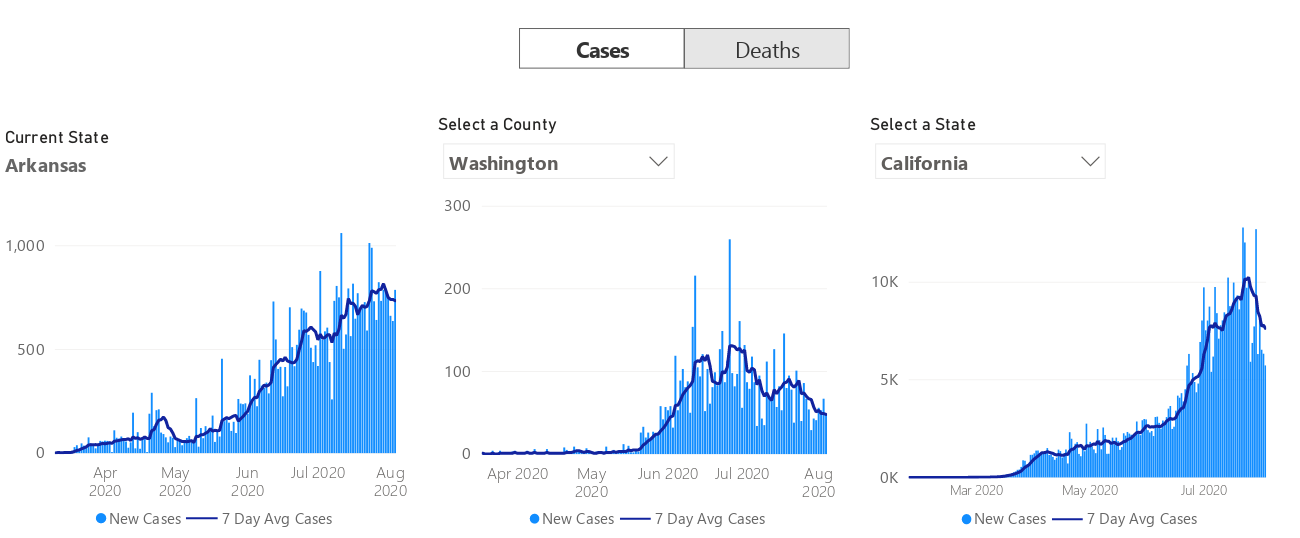 Cases
Deaths
Current State
Arkansas
Select a County
Washington
Select a State
California
1,000
500
0
Apr
2020
May
2020
Jun
2020
Jul 2020
Aug
2020
New Cases
7 Day Avg Cases
300
200
100
0
Apr 2020
May
2020
Jun 2020
Jul 2020
Aug
2020
New Cases
7 Day Avg Cases
10K
5K
0K
Mar 2020
May 2020
Jul 2020
New Cases
7 Day Avg Cases